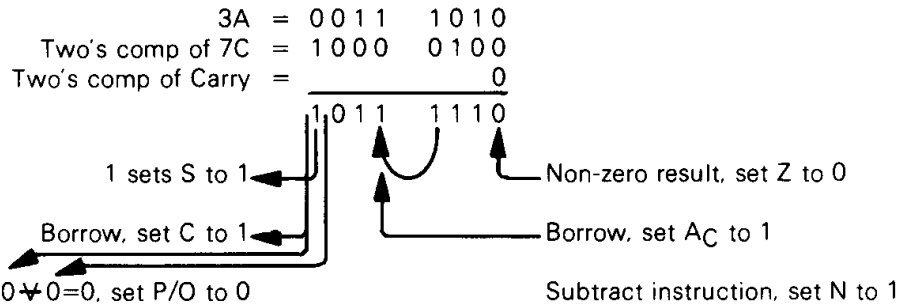 3A = 0011 1010
Two's comp of 7C = 1000 0100
Two's comp of Carry = 0
1011 1110
1 sets S to 1
Non-zero result, set Z to 0
Borrow, set C to 1
Borrow, set AC to 1
0⊻0=0, set P/O to 0
Subtract instruction, set N to 1